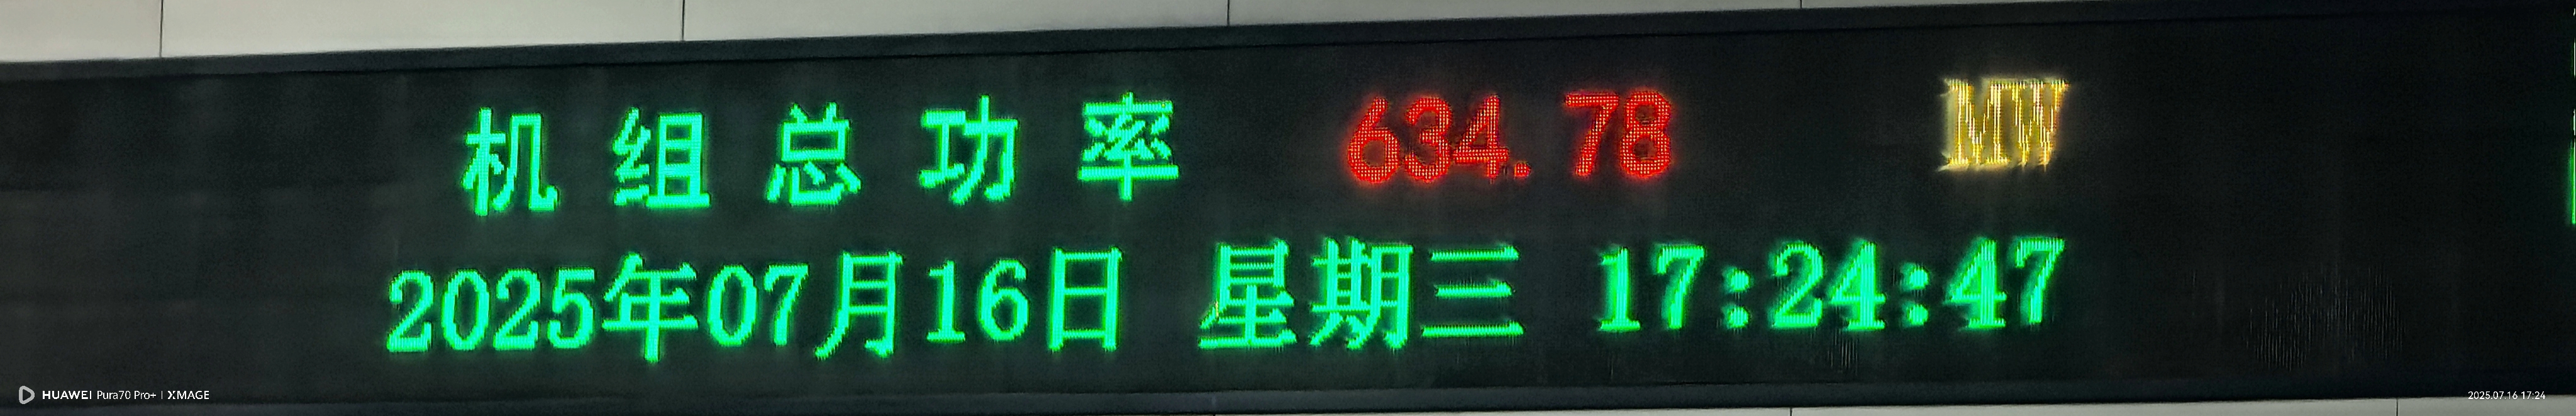 机组总功率 634.78 MW
2025年07月16日 星期三 17:24:47
HUAWEI Pura70 Pro+ | XMAGE
2025.07.16 17:24